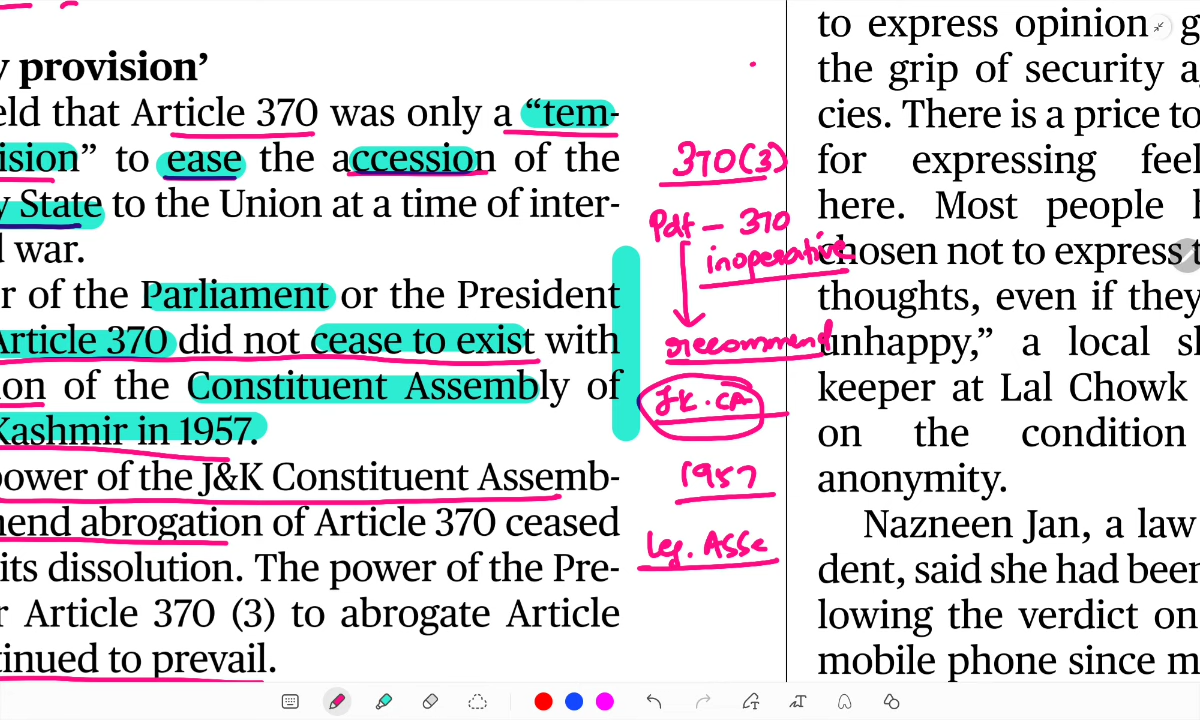 y provision’
eld that Article 370 was only a “tem-
ision” to ease the accession of the
y State to the Union at a time of inter-
d war.
r of the Parliament or the President
Article 370 did not cease to exist with
ion of the Constituent Assembly of
Kashmir in 1957.
power of the J&K Constituent Assemb-
mend abrogation of Article 370 ceased
its dissolution. The power of the Pre-
r Article 370 (3) to abrogate Article
tinued to prevail.
370(3)
Pdt – 370
inoperative
recommend
JK. CA
1957
Leg. Asse
to express opinion g
the grip of security ag
cies. There is a price to
for expressing feel
here. Most people h
chosen not to express t
thoughts, even if they
unhappy,” a local sh
keeper at Lal Chowk
on the condition
anonymity.
Nazneen Jan, a law
dent, said she had been
lowing the verdict on
mobile phone since m